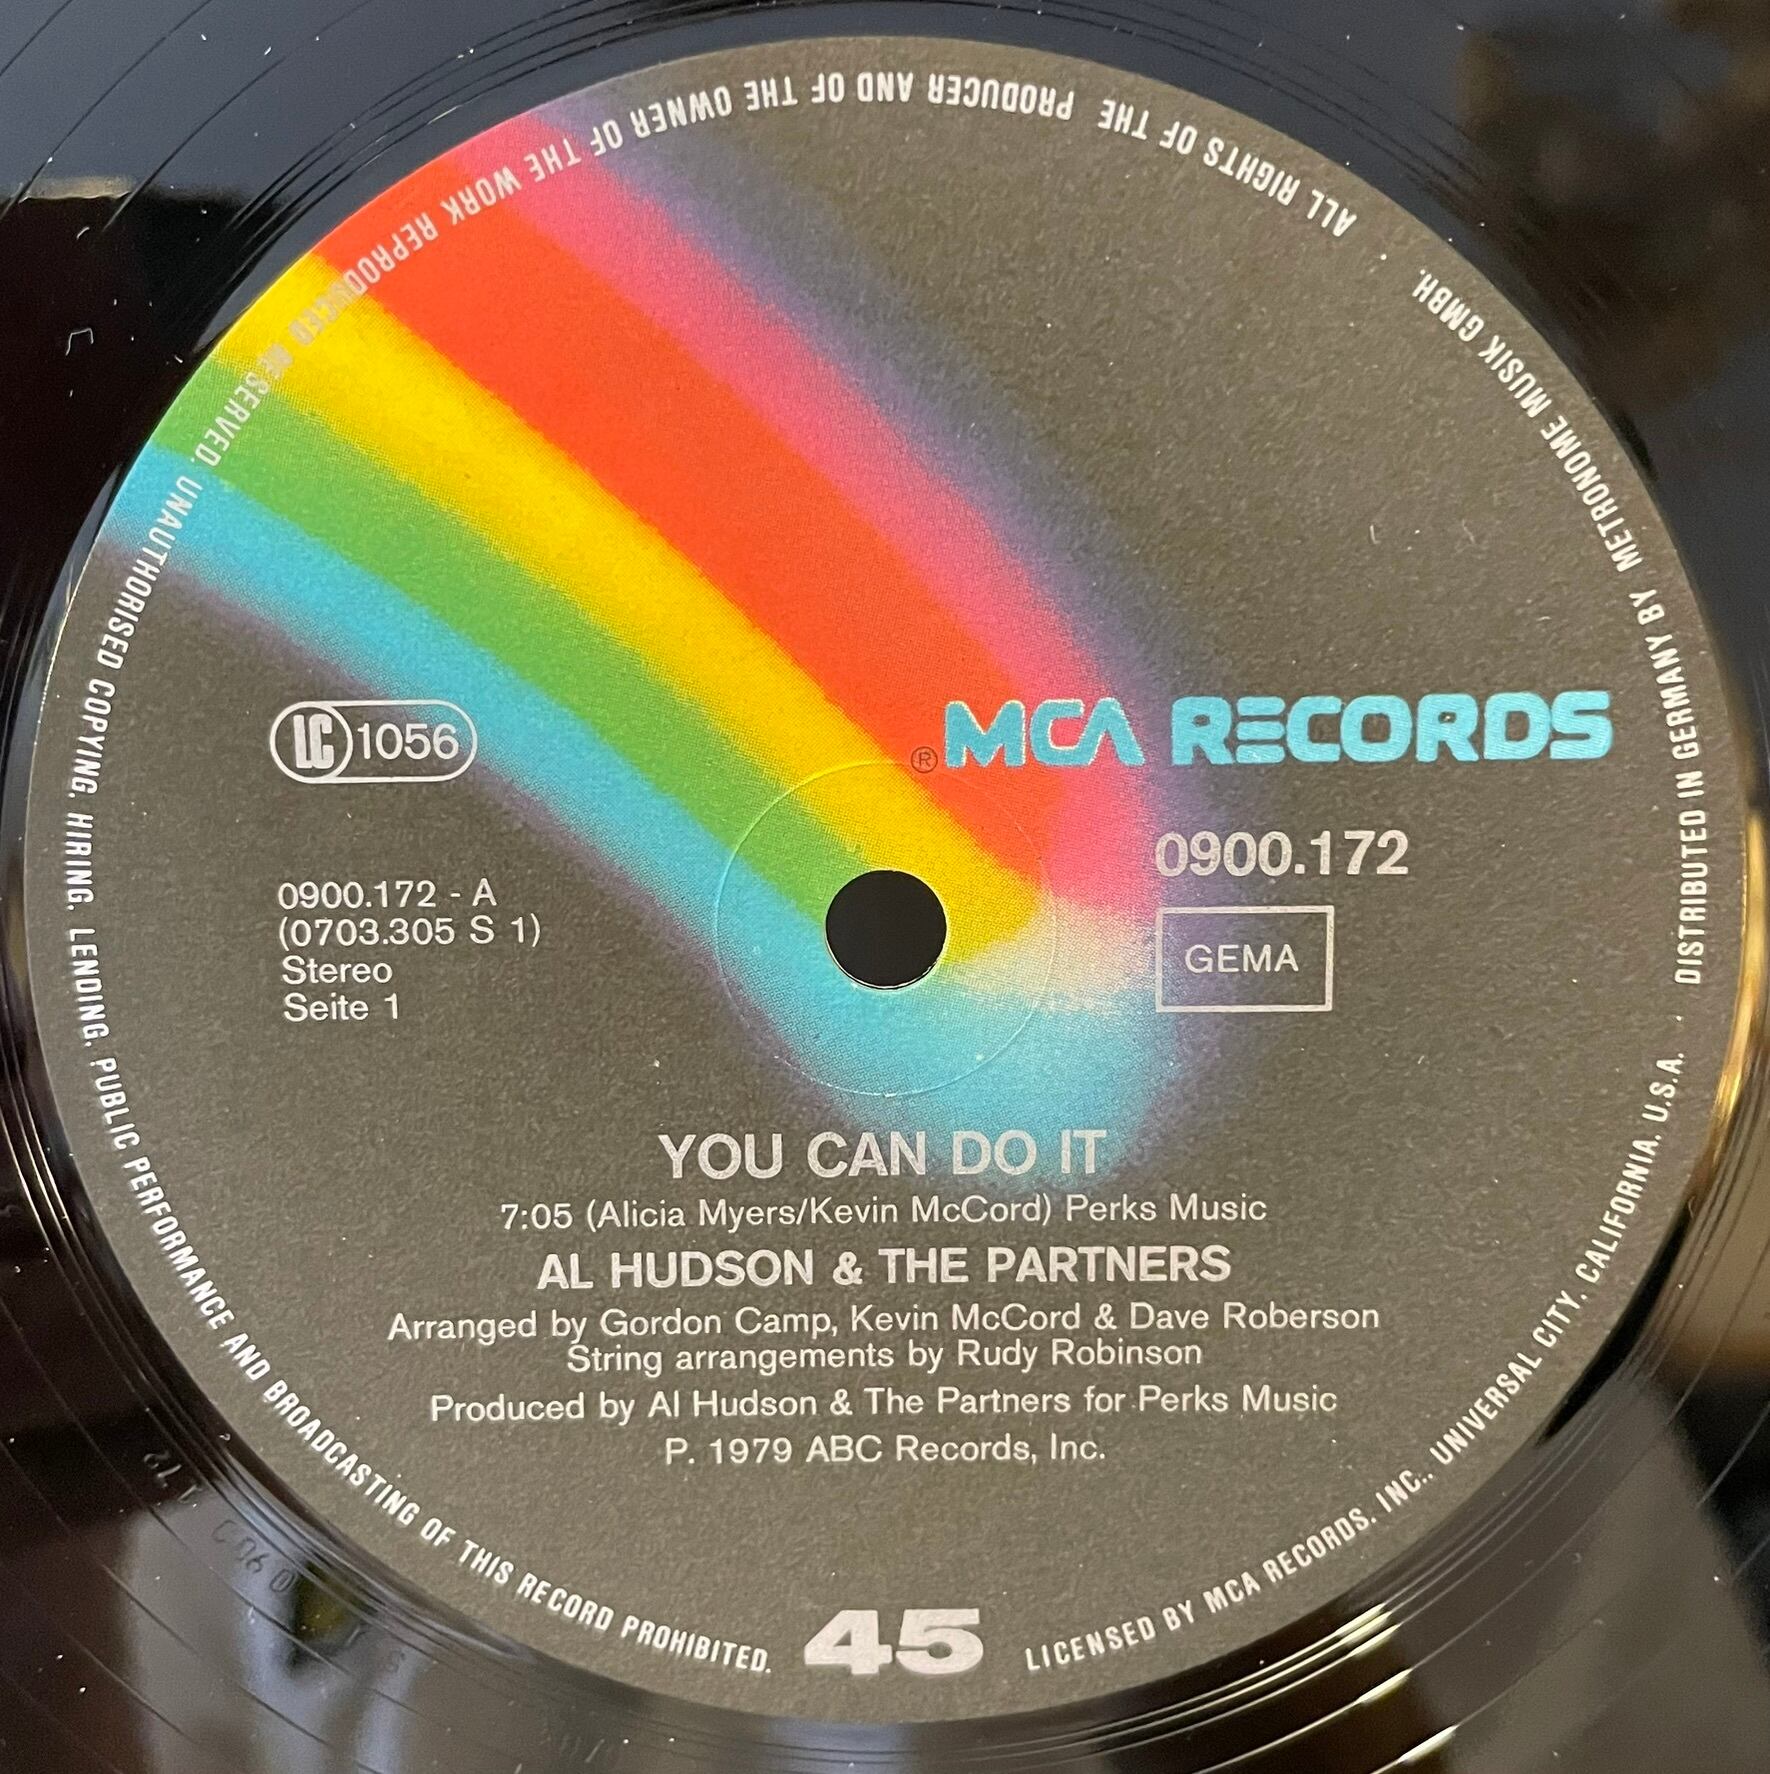 ALL RIGHTS OF THE PRODUCER AND OF THE OWNER OF THE WORK REPRODUCED RESERVED. UNAUTHORISED COPYING, HIRING, LENDING, PUBLIC PERFORMANCE AND BROADCASTING OF THIS RECORD PROHIBITED.
® MCA RECORDS
LC 1056
0900.172
GEMA
0900.172 - A
(0703.305 S 1)
Stereo
Seite 1
YOU CAN DO IT
7:05 (Alicia Myers/Kevin McCord) Perks Music
AL HUDSON & THE PARTNERS
Arranged by Gordon Camp, Kevin McCord & Dave Roberson
String arrangements by Rudy Robinson
Produced by Al Hudson & The Partners for Perks Music
P. 1979 ABC Records, Inc.
45
LICENSED BY MCA RECORDS, INC., UNIVERSAL CITY, CALIFORNIA, U.S.A. · DISTRIBUTED IN GERMANY BY METRONOME MUSIK GMBH.